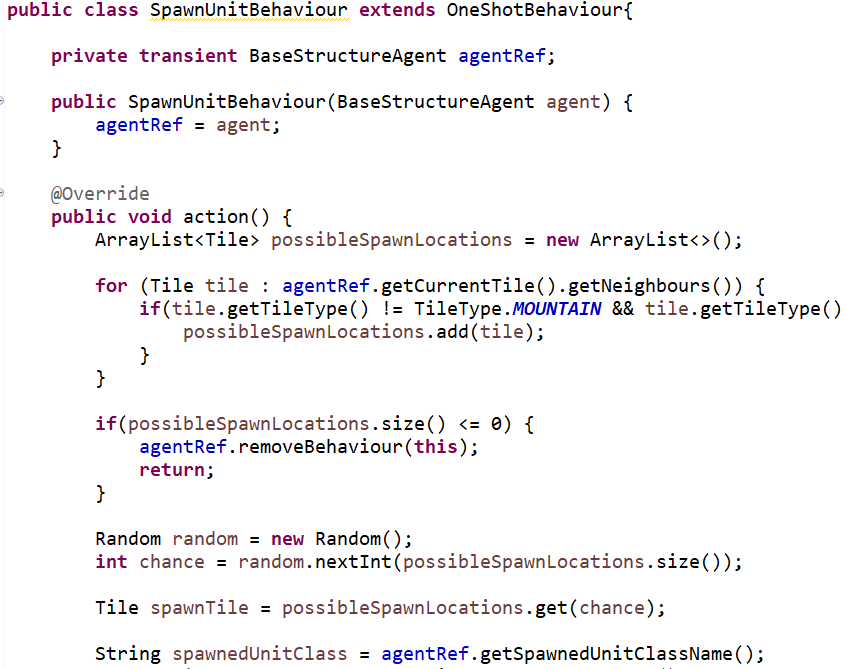 public class SpawnUnitBehaviour extends OneShotBehaviour{
private transient BaseStructureAgent agentRef;
public SpawnUnitBehaviour(BaseStructureAgent agent) {
agentRef = agent;
}
@Override
public void action() {
ArrayList<Tile> possibleSpawnLocations = new ArrayList<>();
for (Tile tile : agentRef.getCurrentTile().getNeighbours()) {
if(tile.getTileType() != TileType.MOUNTAIN && tile.getTileType()
possibleSpawnLocations.add(tile);
}
}
if(possibleSpawnLocations.size() <= 0) {
agentRef.removeBehaviour(this);
return;
}
Random random = new Random();
int chance = random.nextInt(possibleSpawnLocations.size());
Tile spawnTile = possibleSpawnLocations.get(chance);
String spawnedUnitClass = agentRef.getSpawnedUnitClassName();